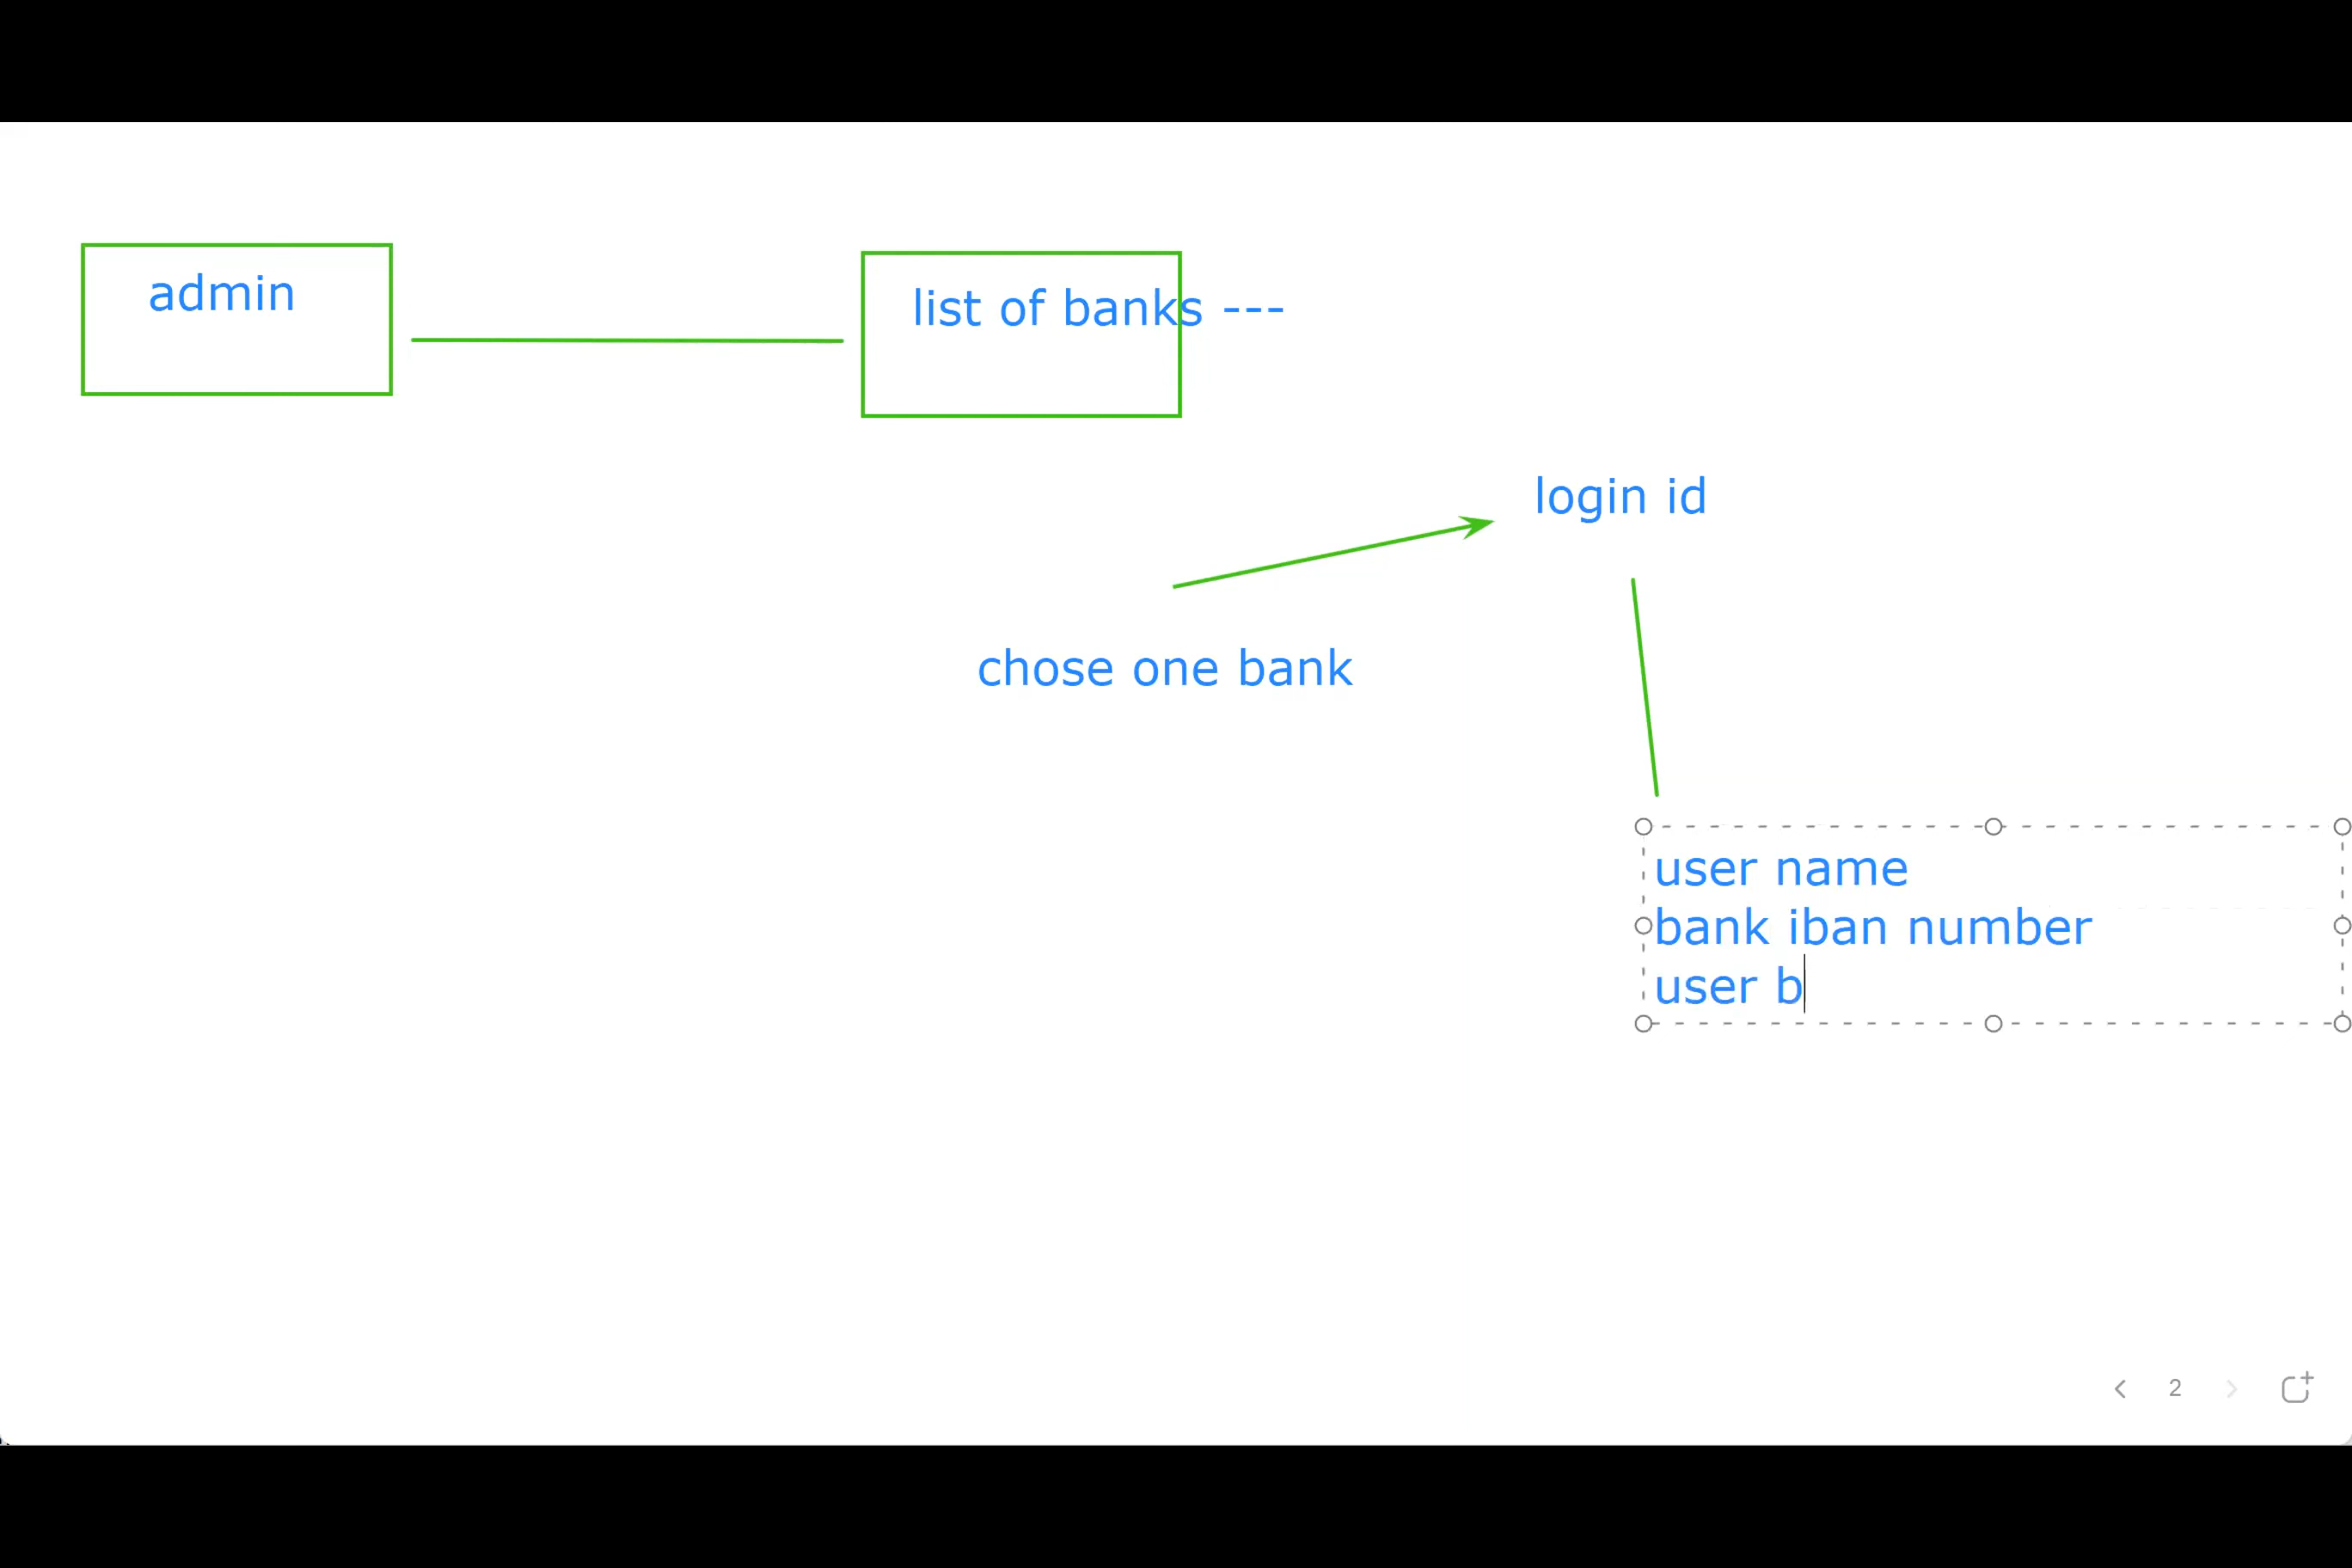 admin
list of banks ---
login id
chose one bank
user name
bank iban number
user b
2